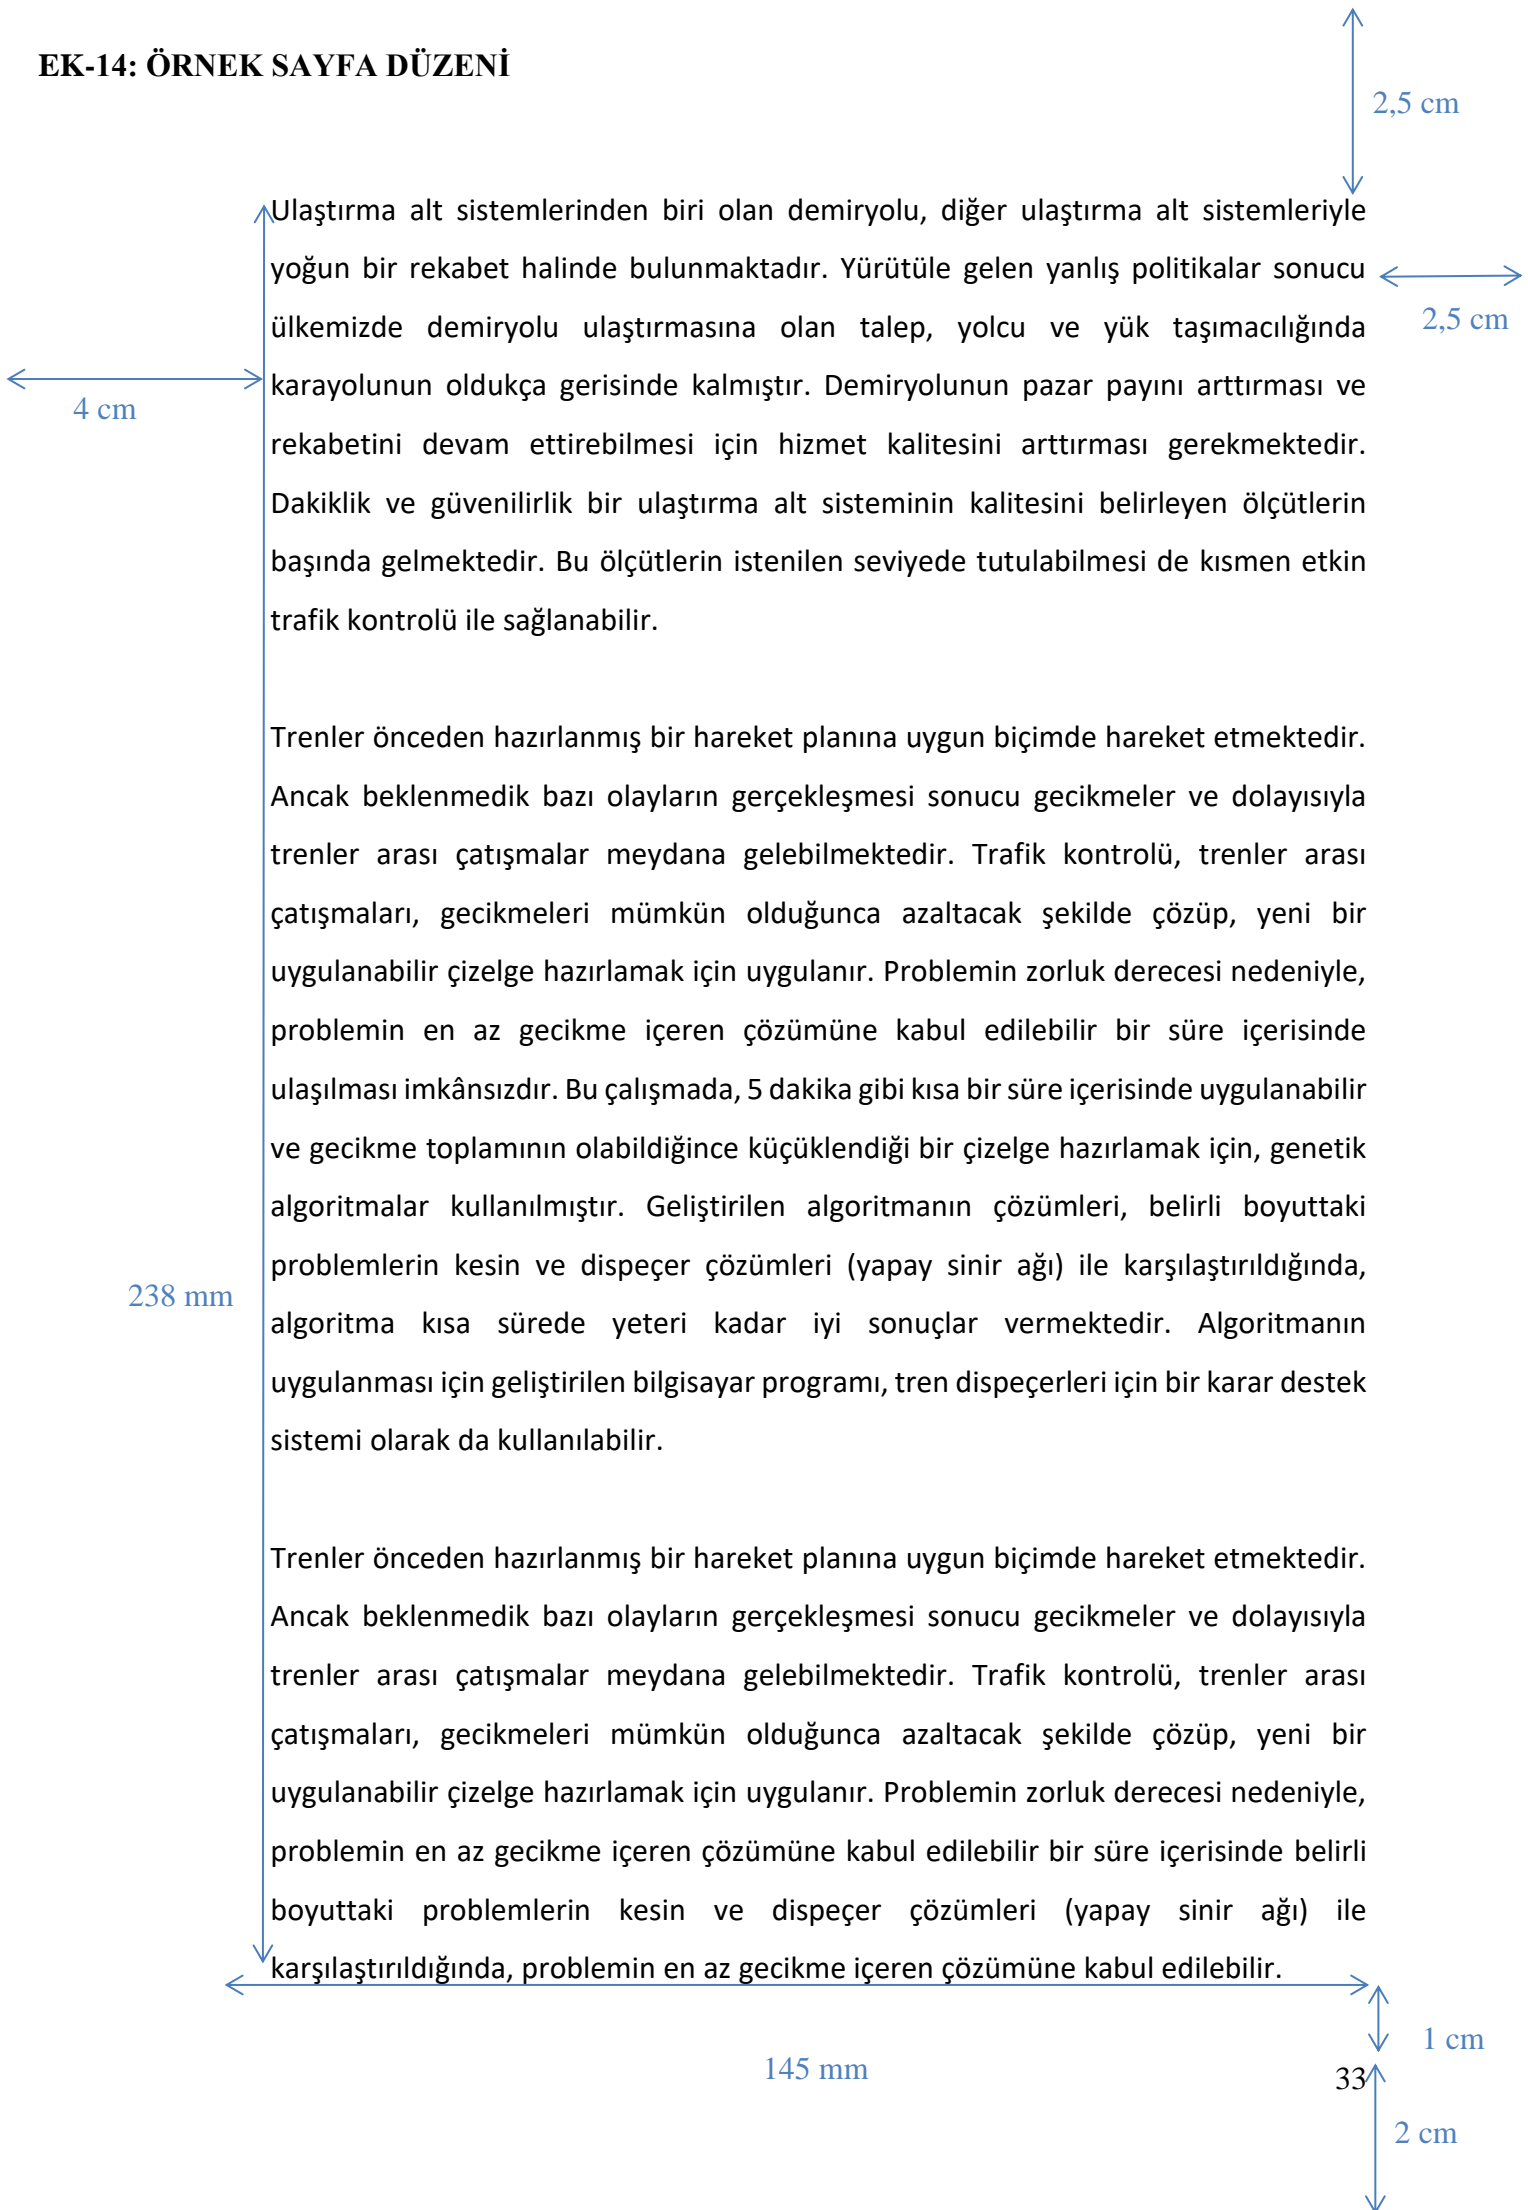 EK-14: ÖRNEK SAYFA DÜZENİ
2,5 cm
Ulaştırma alt sistemlerinden biri olan demiryolu, diğer ulaştırma alt sistemleriyle
yoğun bir rekabet halinde bulunmaktadır. Yürütüle gelen yanlış politikalar sonucu
2,5 cm
ülkemizde demiryolu ulaştırmasına olan talep, yolcu ve yük taşımacılığında
karayolunun oldukça gerisinde kalmıştır. Demiryolunun pazar payını arttırması ve
4 cm
rekabetini devam ettirebilmesi için hizmet kalitesini arttırması gerekmektedir.
Dakiklik ve güvenilirlik bir ulaştırma alt sisteminin kalitesini belirleyen ölçütlerin
başında gelmektedir. Bu ölçütlerin istenilen seviyede tutulabilmesi de kısmen etkin
trafik kontrolü ile sağlanabilir.
Trenler önceden hazırlanmış bir hareket planına uygun biçimde hareket etmektedir.
Ancak beklenmedik bazı olayların gerçekleşmesi sonucu gecikmeler ve dolayısıyla
trenler arası çatışmalar meydana gelebilmektedir. Trafik kontrolü, trenler arası
çatışmaları, gecikmeleri mümkün olduğunca azaltacak şekilde çözüp, yeni bir
uygulanabilir çizelge hazırlamak için uygulanır. Problemin zorluk derecesi nedeniyle,
problemin en az gecikme içeren çözümüne kabul edilebilir bir süre içerisinde
ulaşılması imkânsızdır. Bu çalışmada, 5 dakika gibi kısa bir süre içerisinde uygulanabilir
ve gecikme toplamının olabildiğince küçüklendiği bir çizelge hazırlamak için, genetik
algoritmalar kullanılmıştır. Geliştirilen algoritmanın çözümleri, belirli boyuttaki
problemlerin kesin ve dispeçer çözümleri (yapay sinir ağı) ile karşılaştırıldığında,
238 mm
algoritma kısa sürede yeteri kadar iyi sonuçlar vermektedir. Algoritmanın
uygulanması için geliştirilen bilgisayar programı, tren dispeçerleri için bir karar destek
sistemi olarak da kullanılabilir.
Trenler önceden hazırlanmış bir hareket planına uygun biçimde hareket etmektedir.
Ancak beklenmedik bazı olayların gerçekleşmesi sonucu gecikmeler ve dolayısıyla
trenler arası çatışmalar meydana gelebilmektedir. Trafik kontrolü, trenler arası
çatışmaları, gecikmeleri mümkün olduğunca azaltacak şekilde çözüp, yeni bir
uygulanabilir çizelge hazırlamak için uygulanır. Problemin zorluk derecesi nedeniyle,
problemin en az gecikme içeren çözümüne kabul edilebilir bir süre içerisinde belirli
boyuttaki problemlerin kesin ve dispeçer çözümleri (yapay sinir ağı) ile
karşılaştırıldığında, problemin en az gecikme içeren çözümüne kabul edilebilir.
1 cm
145 mm
33
2 cm